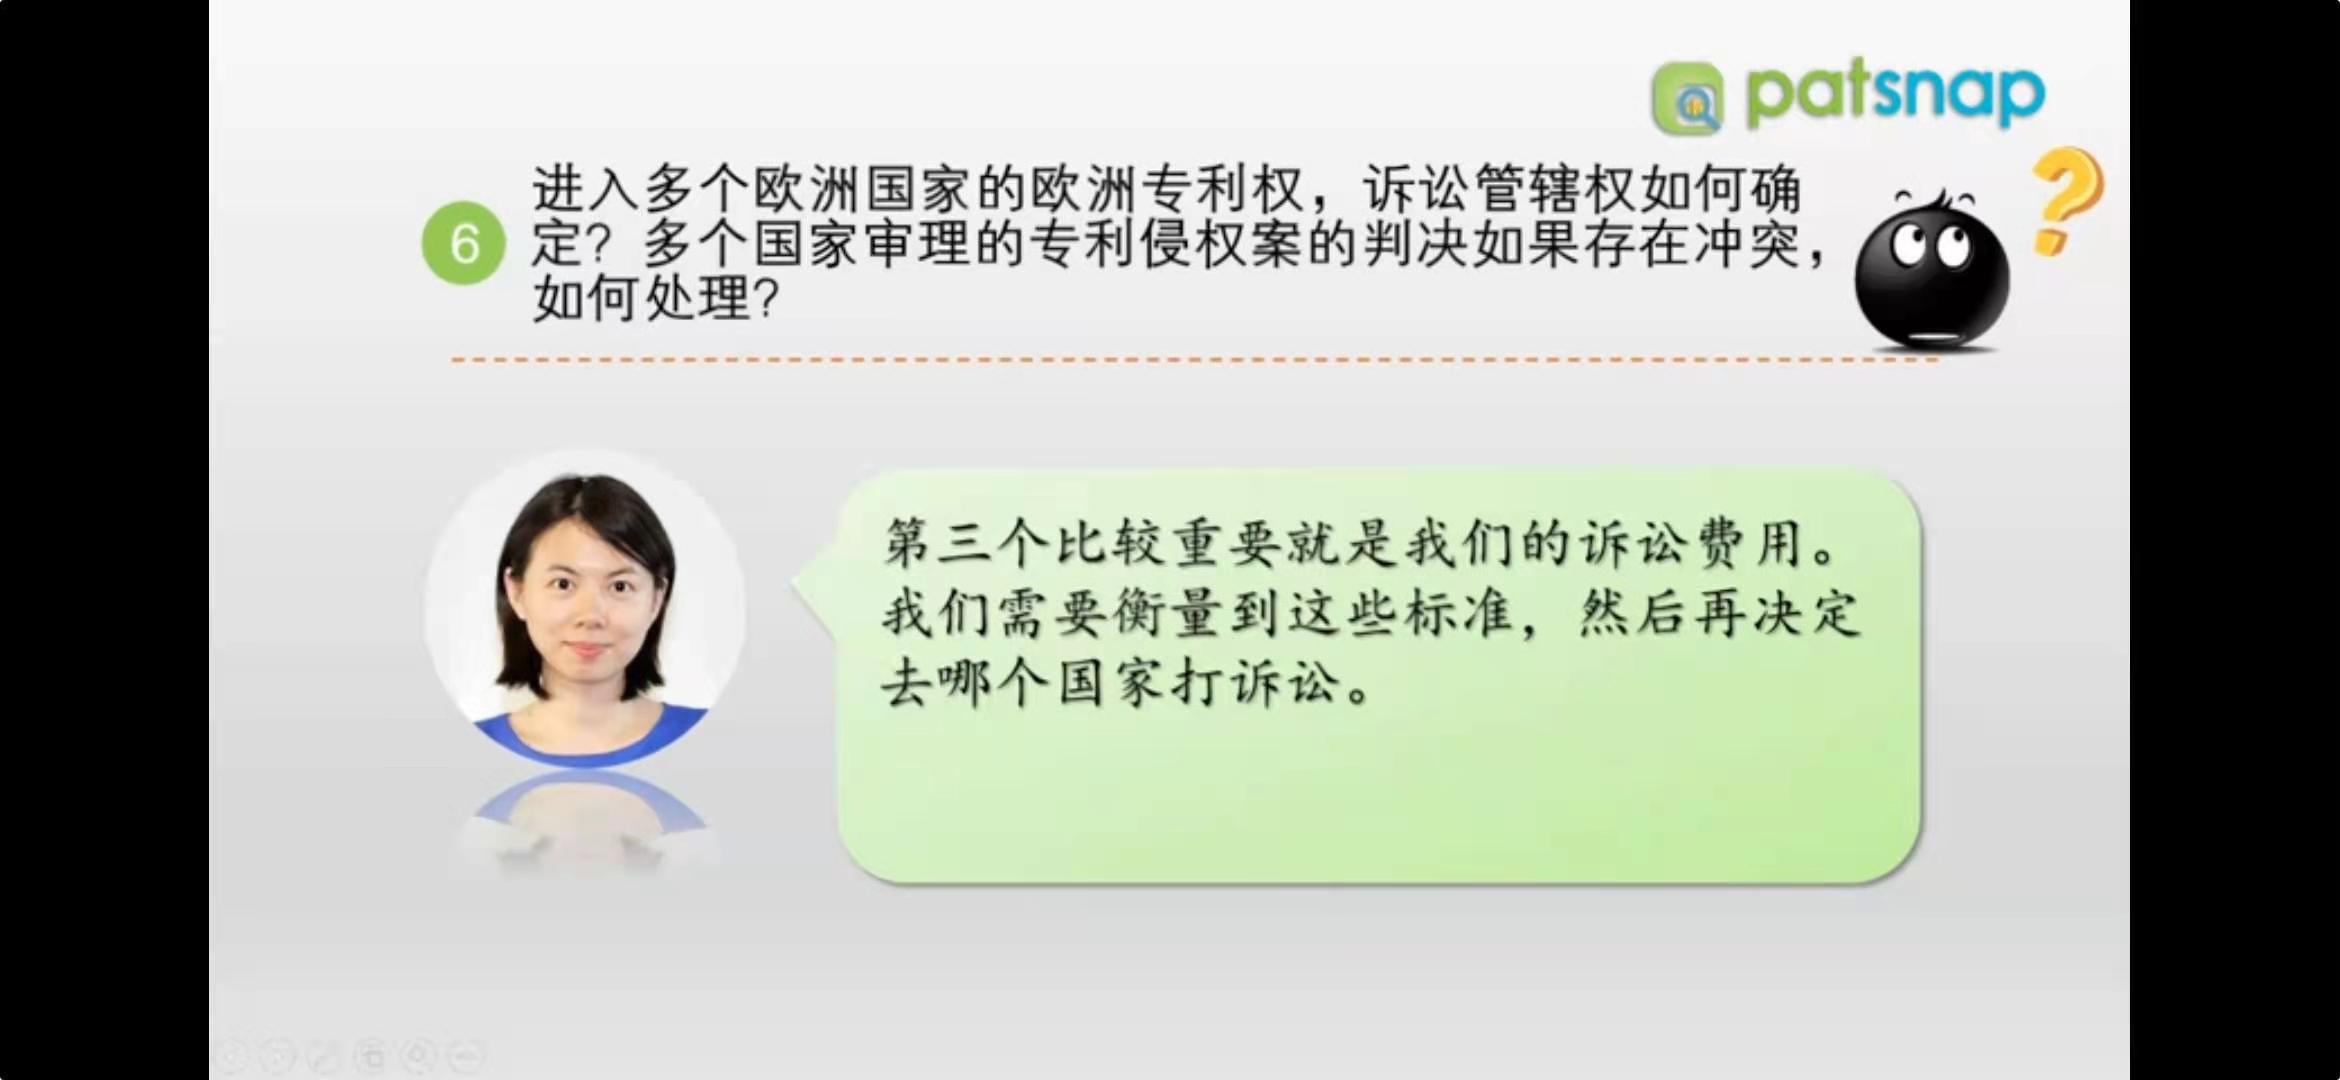 patsnap
6
进入多个欧洲国家的欧洲专利权，诉讼管辖权如何确
定？多个国家审理的专利侵权案的判决如果存在冲突，
如何处理？
第三个比较重要就是我们的诉讼费用。
我们需要衡量到这些标准，然后再决定
去哪个国家打诉讼。